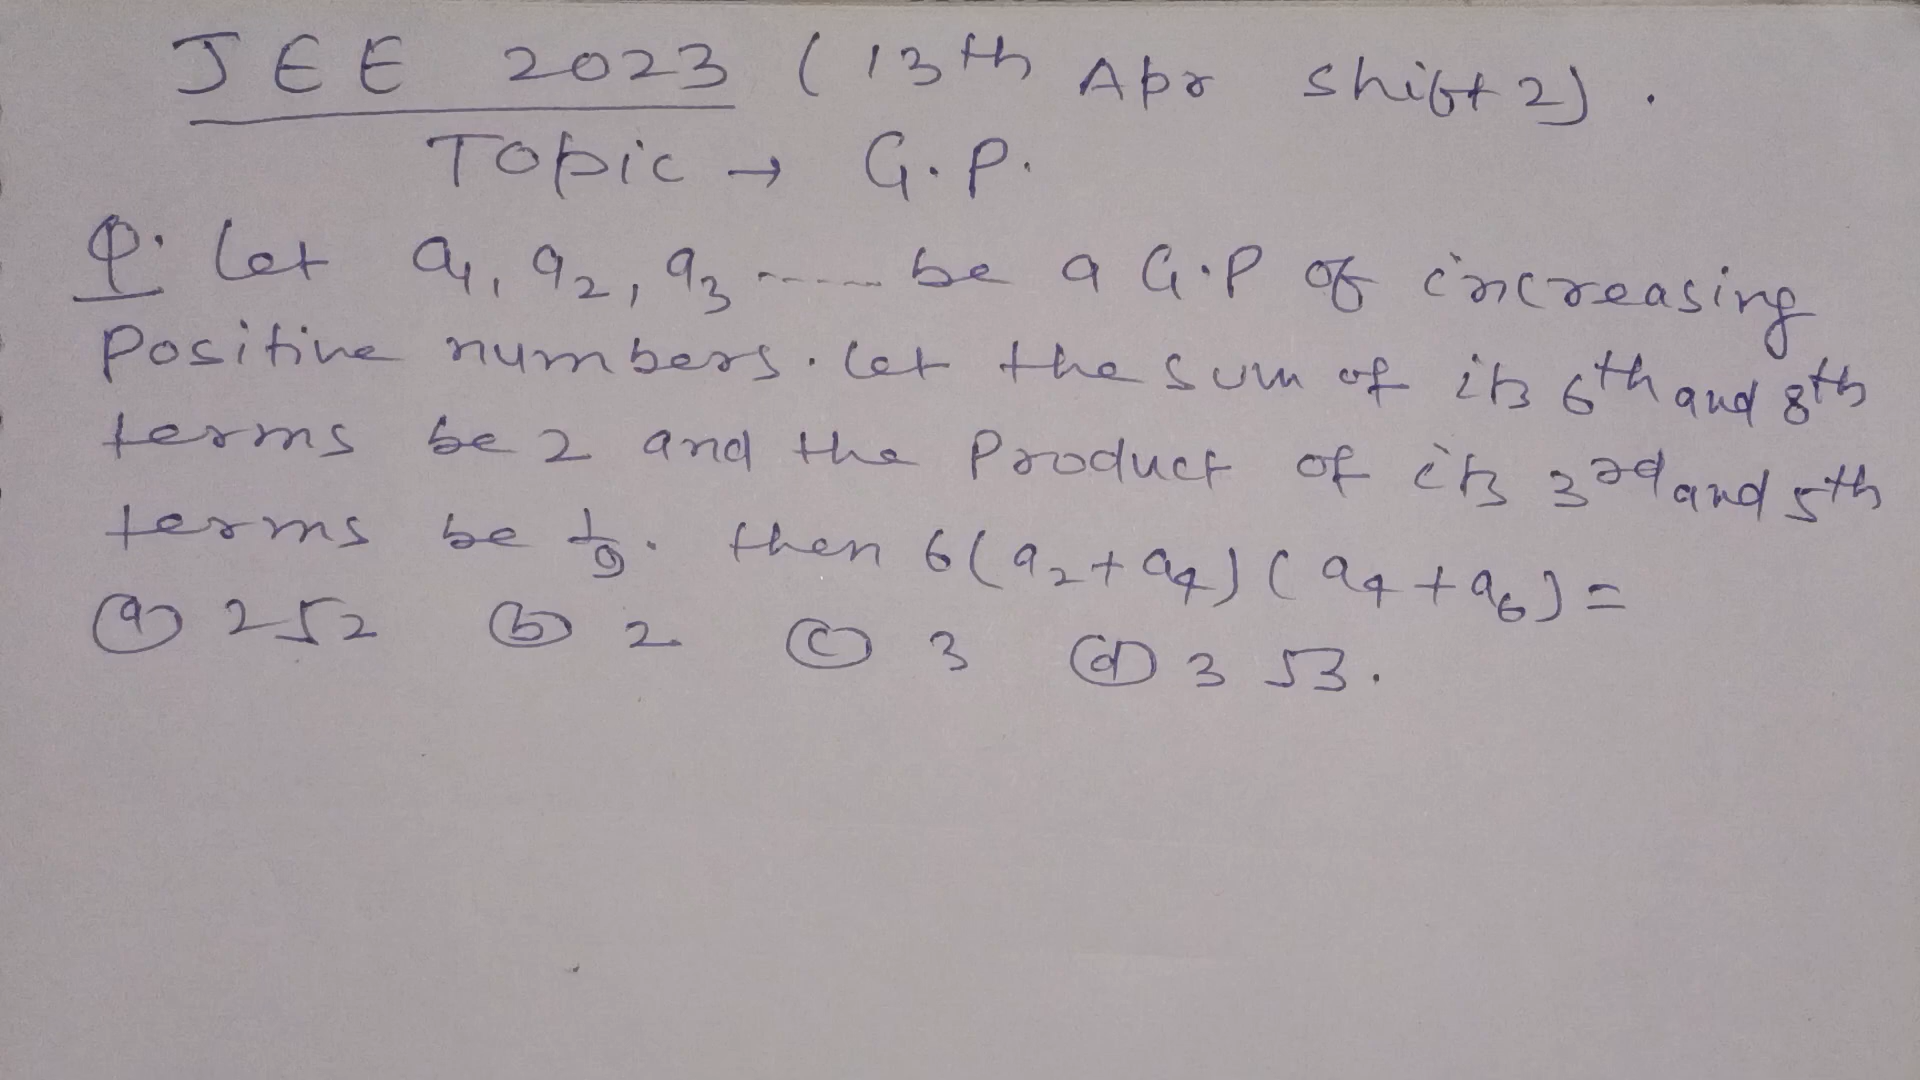 JEE 2023 (13th Apr shift 2).
Topic → G.P.
Q. Let a₁, a₂, a₃ ...... be a G.P of increasing
Positive numbers. Let the sum of its 6th and 8th
terms be 2 and the Product of its 3rd and 5th
terms be 1/9. then 6(a₂+a₄)(a₄+a₆)=
(a) 2√2 (b) 2 (c) 3 (d) 3√3.